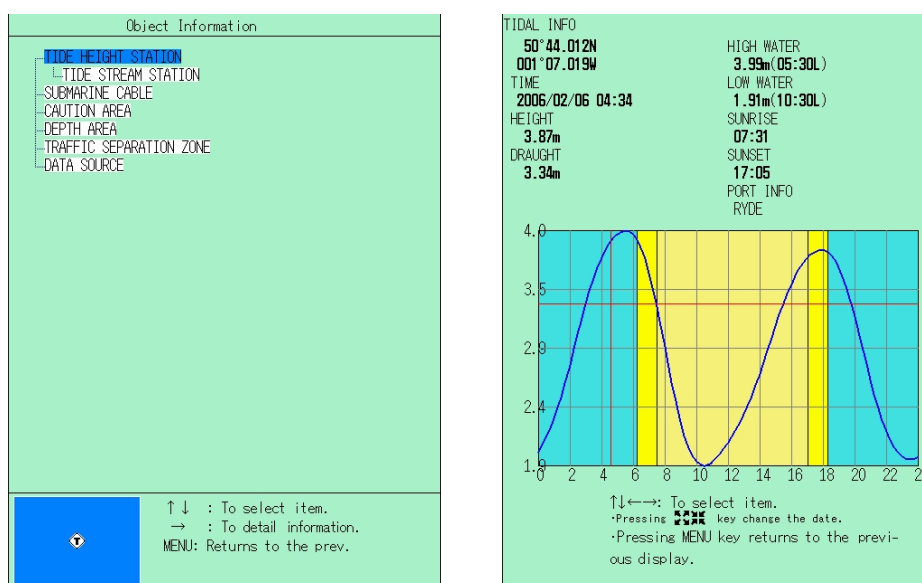 Object Information
TIDE HEIGHT STATION
TIDE STREAM STATION
SUBMARINE CABLE
CAUTION AREA
DEPTH AREA
TRAFFIC SEPARATION ZONE
DATA SOURCE
↑↓ : To select item.
→ : To detail information.
MENU: Returns to the prev.
T
TIDAL INFO
50°44.012N
001°07.019W
TIME
2006/02/06 04:34
HEIGHT
3.87m
DRAUGHT
3.34m
HIGH WATER
3.99m(05:30L)
LOW WATER
1.91m(10:30L)
SUNRISE
07:31
SUNSET
17:05
PORT INFO
RYDE
4.0
3.5
2.9
2.4
1.9
0 2 4 6 8 10 12 14 16 18 20 22 2
↑↓←→: To select item.
·Pressing key change the date.
·Pressing MENU key returns to the previ-
ous display.